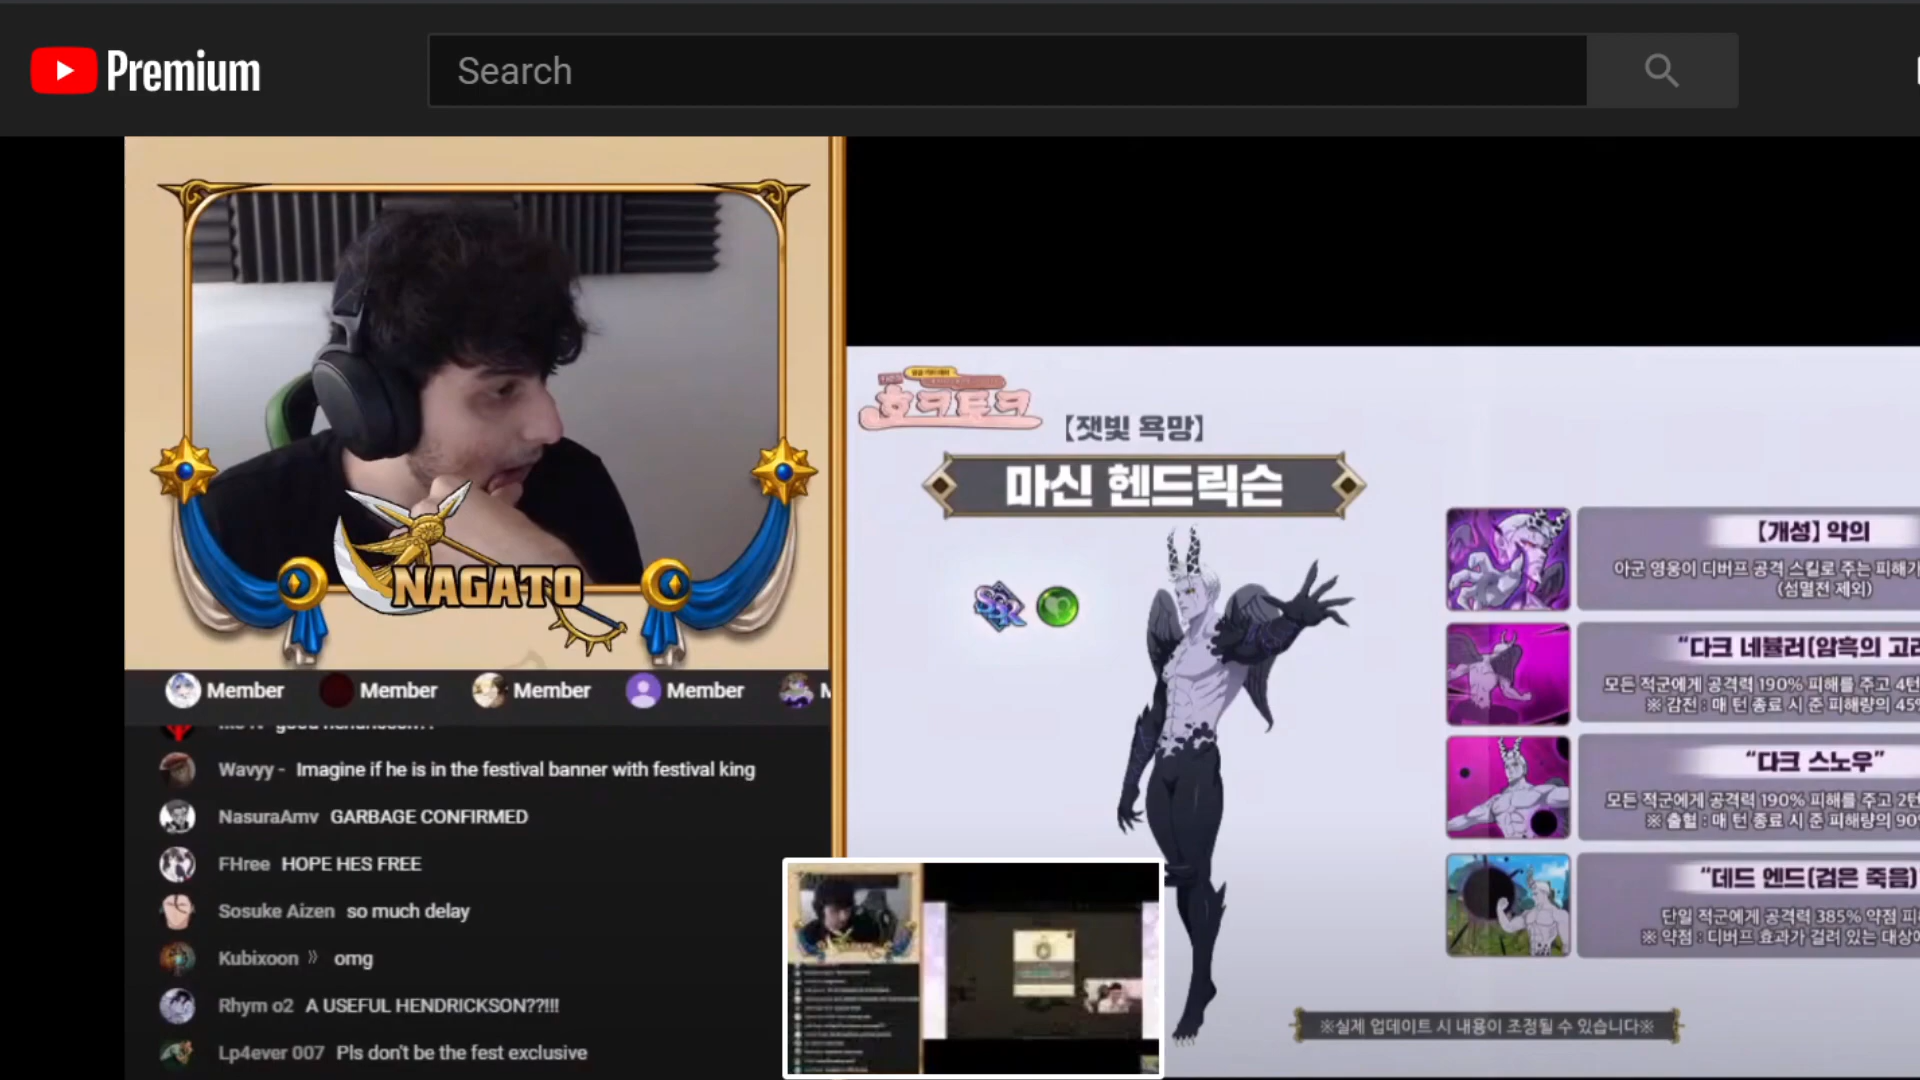 Premium
Search
NAGATO
Member Member Member Member M
Wavyy - Imagine if he is in the festival banner with festival king
NasuraAmv GARBAGE CONFIRMED
FHree HOPE HES FREE
Sosuke Aizen so much delay
Kubixoon omg
Rhym o2 A USEFUL HENDRICKSON??!!!
Lp4ever 007 Pls don't be the fest exclusive
호크토크
【잿빛 욕망】
마신 헨드릭슨
SSR
【개성】 악의
아군 영웅이 디버프 공격 스킬로 주는 피해가
(섬멸전 제외)
“다크 네뷸러(암흑의 고리
모든 적군에게 공격력 190% 피해를 주고 4턴
※ 감전 : 매 턴 종료 시 준 피해량의 45%
“다크 스노우”
모든 적군에게 공격력 190% 피해를 주고 2턴
※ 출혈 : 매 턴 종료 시 준 피해량의 90%
“데드 엔드(검은 죽음)
단일 적군에게 공격력 385% 약점 피
※ 약점 : 디버프 효과가 걸려 있는 대상에
※실제 업데이트 시 내용이 조정될 수 있습니다※